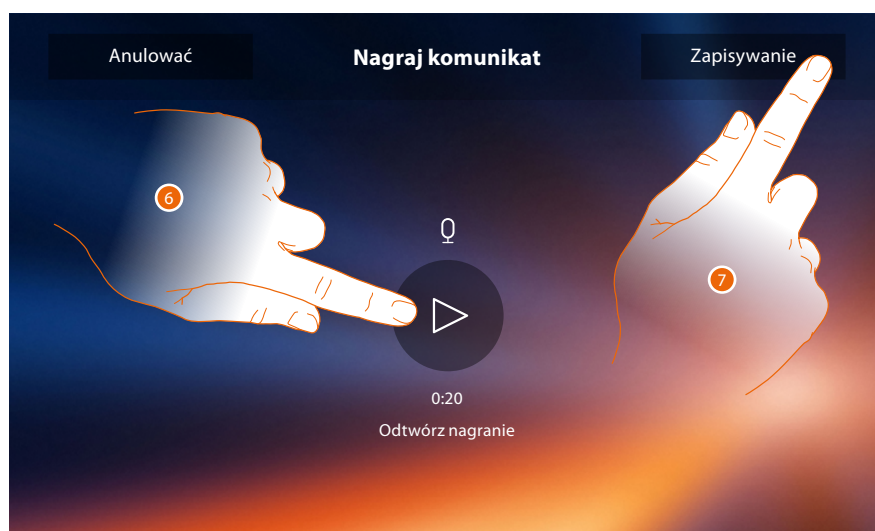 Anulować
Nagraj komunikat
Zapisywanie
6
7
0:20
Odtwórz nagranie